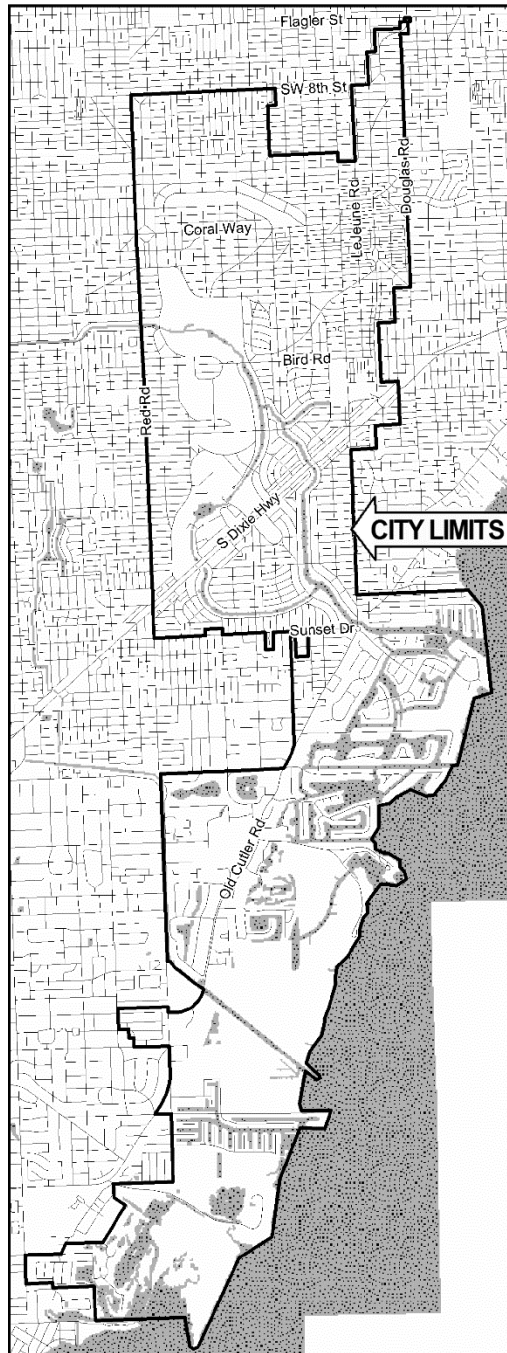 Flagler St
SW 8th St
Douglas Rd
LeJeune Rd
Coral Way
Bird Rd
Red Rd
S Dixie Hwy
CITY LIMITS
Sunset Dr
Old Cutler Rd